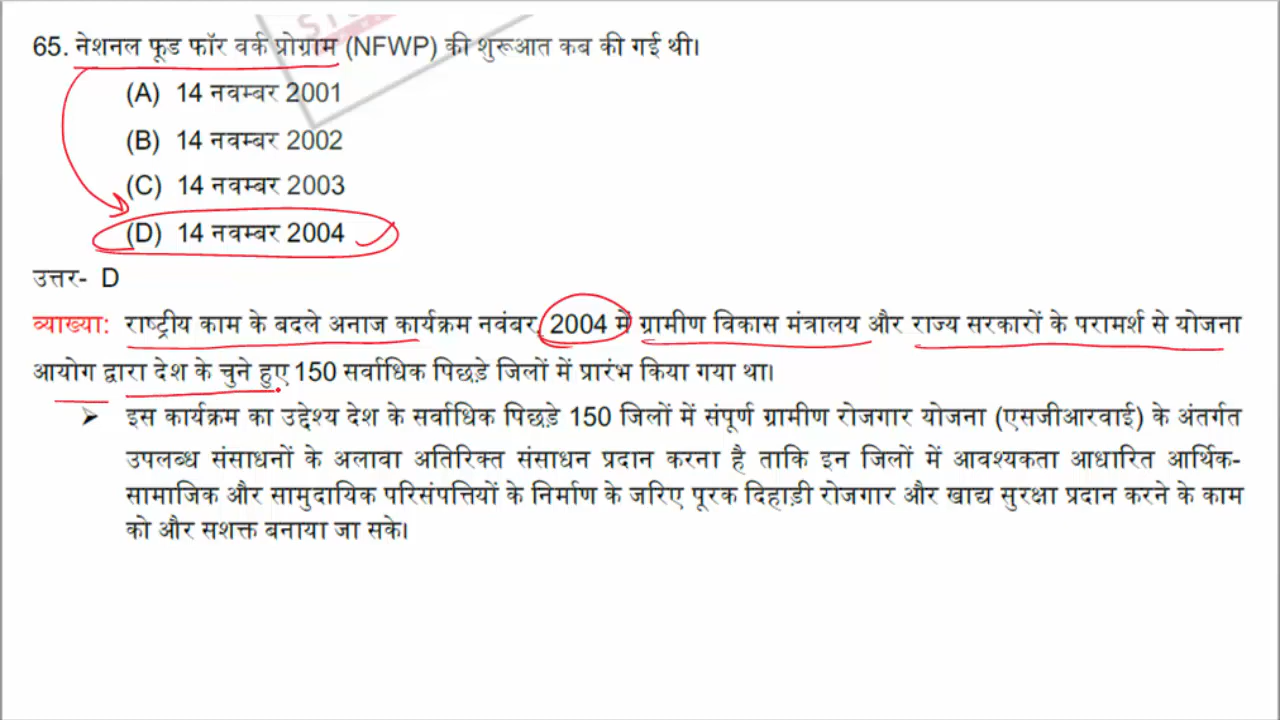 65. नेशनल फूड फॉर वर्क प्रोग्राम (NFWP) की शुरूआत कब की गई थी।
(A) 14 नवम्बर 2001
(B) 14 नवम्बर 2002
(C) 14 नवम्बर 2003
(D) 14 नवम्बर 2004
उत्तर- D
व्याख्या: राष्ट्रीय काम के बदले अनाज कार्यक्रम नवंबर, 2004 में ग्रामीण विकास मंत्रालय और राज्य सरकारों के परामर्श से योजना
आयोग द्वारा देश के चुने हुए 150 सर्वाधिक पिछड़े जिलों में प्रारंभ किया गया था।
➢ इस कार्यक्रम का उद्देश्य देश के सर्वाधिक पिछड़े 150 जिलों में संपूर्ण ग्रामीण रोजगार योजना (एसजीआरवाई) के अंतर्गत
उपलब्ध संसाधनों के अलावा अतिरिक्त संसाधन प्रदान करना है ताकि इन जिलों में आवश्यकता आधारित आर्थिक-
सामाजिक और सामुदायिक परिसंपत्तियों के निर्माण के जरिए पूरक दिहाड़ी रोजगार और खाद्य सुरक्षा प्रदान करने के काम
को और सशक्त बनाया जा सके।